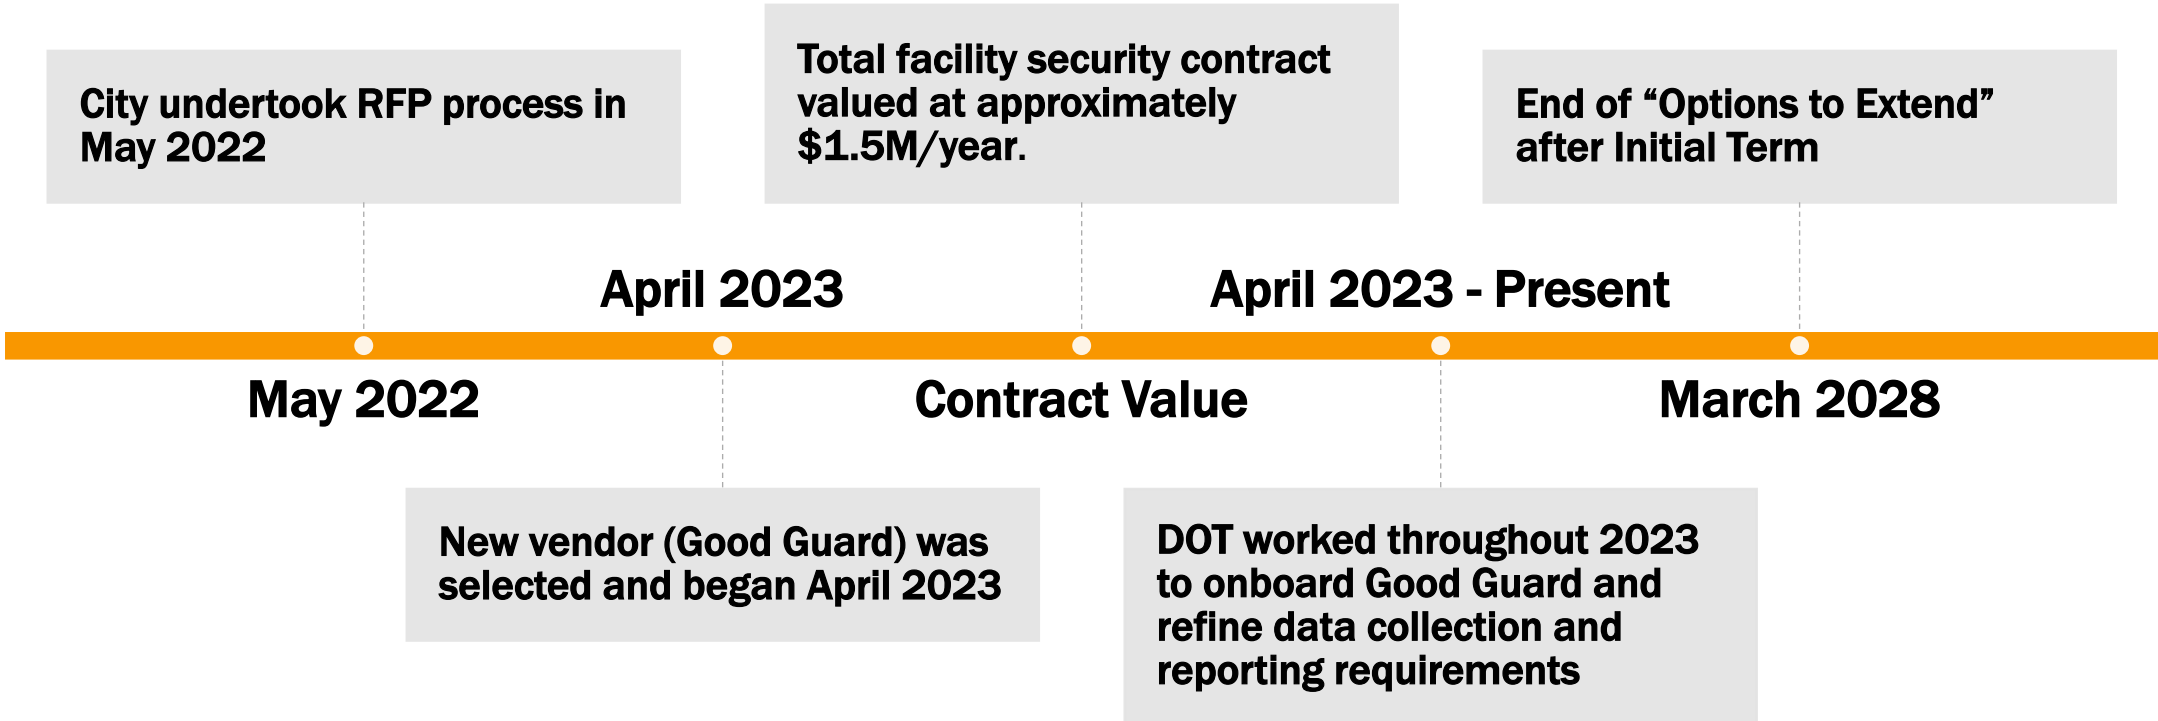 City undertook RFP process in
May 2022
Total facility security contract
valued at approximately
$1.5M/year.
End of “Options to Extend”
after Initial Term
April 2023
April 2023 - Present
May 2022
Contract Value
March 2028
New vendor (Good Guard) was
selected and began April 2023
DOT worked throughout 2023
to onboard Good Guard and
refine data collection and
reporting requirements